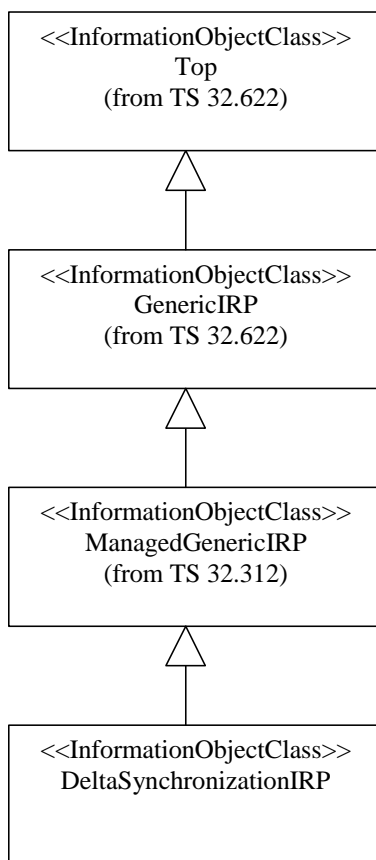 <<InformationObjectClass>>
Top
(from TS 32.622)
<<InformationObjectClass>>
GenericIRP
(from TS 32.622)
<<InformationObjectClass>>
ManagedGenericIRP
(from TS 32.312)
<<InformationObjectClass>>
DeltaSynchronizationIRP